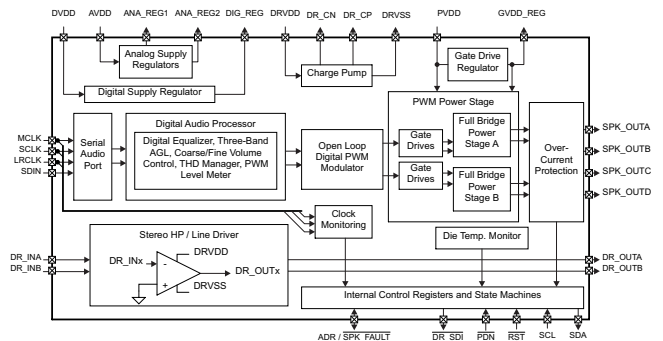 DVDD AVDD ANA_REG1 ANA_REG2 DIG_REG DRVDD DR_CN DR_CP DRVSS PVDD GVDD_REG
Analog Supply
Regulators
Charge Pump
Gate Drive
Regulator
Digital Supply Regulator
PWM Power Stage
MCLK
SCLK
LRCLK
SDIN
Serial
Audio
Port
Digital Audio Processor
Digital Equalizer, Three-Band
AGL, Coarse/Fine Volume
Control, THD Manager, PWM
Level Meter
Open Loop
Digital PWM
Modulator
Gate
Drives
Full Bridge
Power
Stage A
Gate
Drives
Full Bridge
Power
Stage B
Over-
Current
Protection
SPK_OUTA
SPK_OUTB
SPK_OUTC
SPK_OUTD
Clock
Monitoring
Die Temp. Monitor
Stereo HP / Line Driver
DR_INA
DR_INB
DR_INx
-
+
DRVDD
DRVSS
DR_OUTx
DR_OUTA
DR_OUTB
Internal Control Registers and State Machines
ADR / SPK_FAULT DR_SDI PDN RST SCL SDA